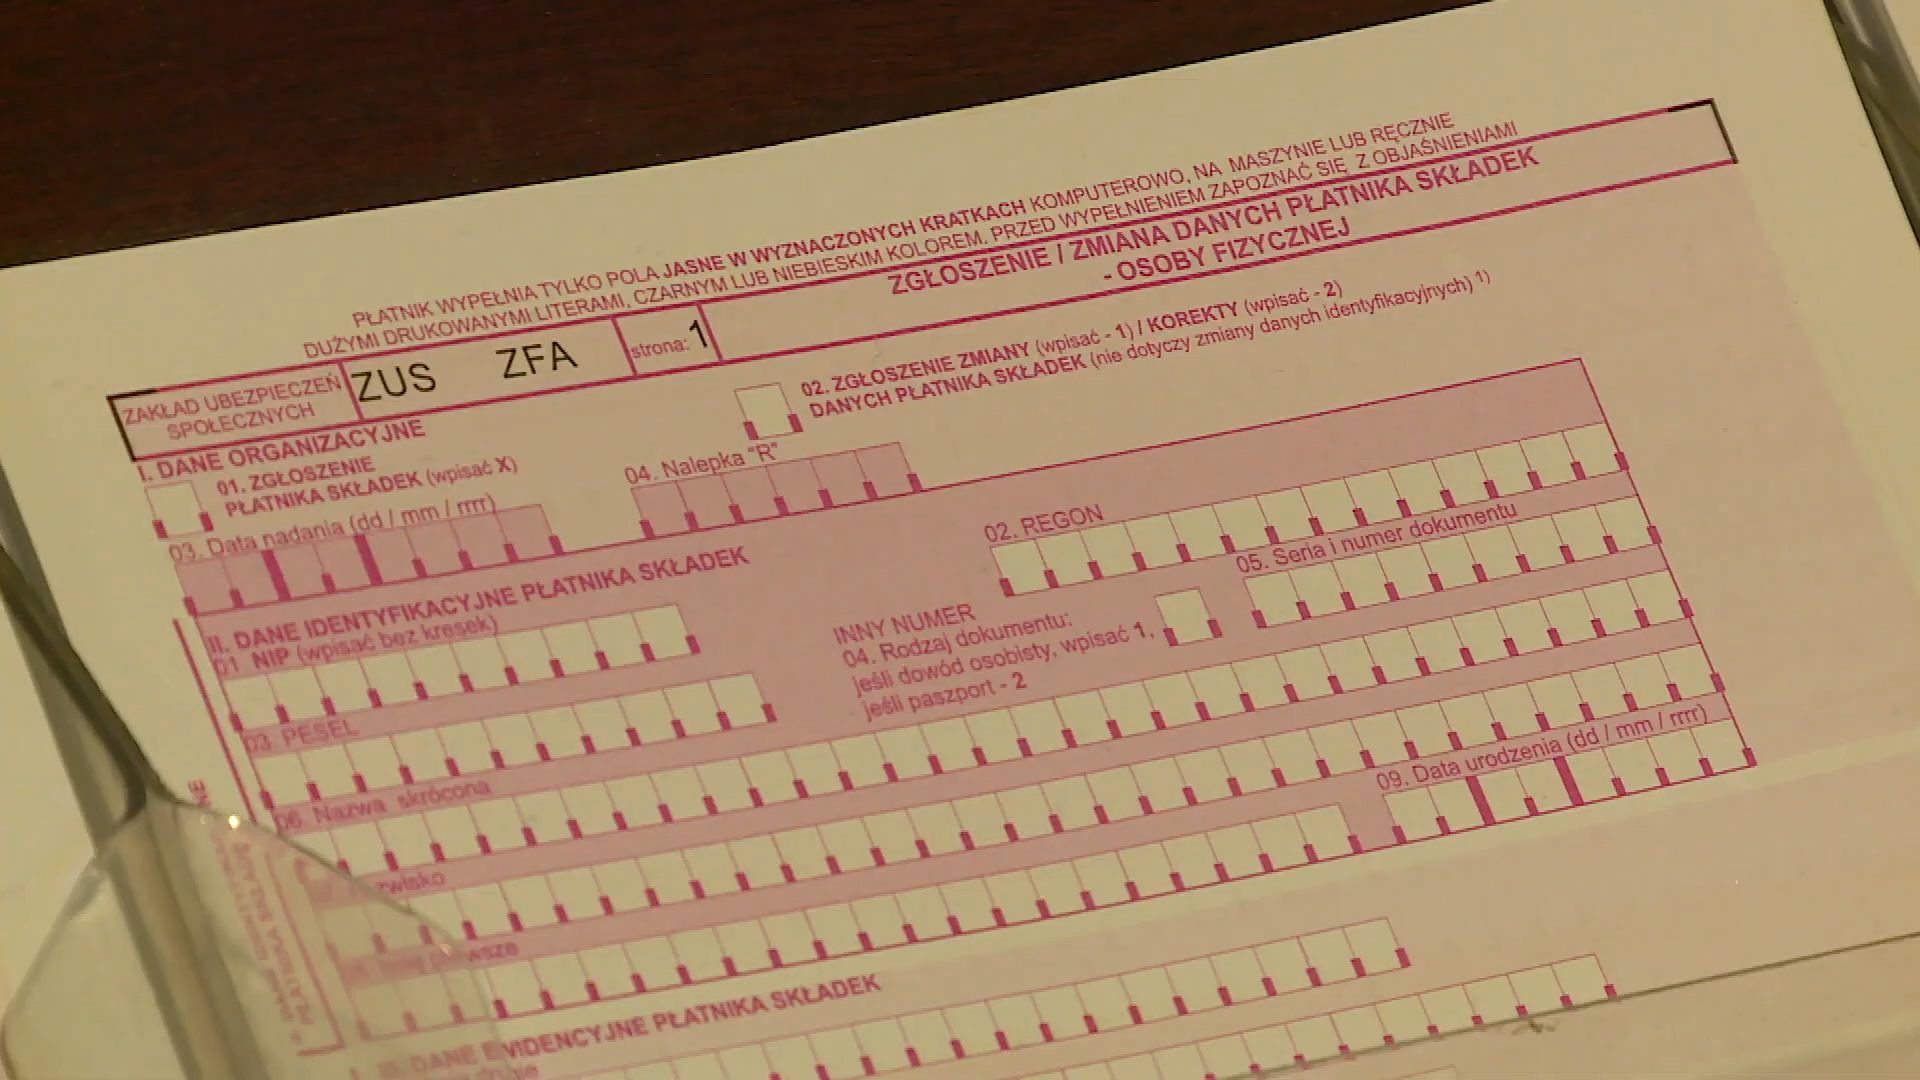 PŁATNIK WYPEŁNIA TYLKO POLA JASNE W WYZNACZONYCH KRATKACH KOMPUTEROWO, NA MASZYNIE LUB RĘCZNIE
DUŻYMI DRUKOWANYMI LITERAMI, CZARNYM LUB NIEBIESKIM KOLOREM. PRZED WYPEŁNIENIEM ZAPOZNAĆ SIĘ Z OBJAŚNIENIAMI
ZAKŁAD UBEZPIECZEŃ
SPOŁECZNYCH
ZUS ZFA
strona: 1
ZGŁOSZENIE / ZMIANA DANYCH PŁATNIKA SKŁADEK
- OSOBY FIZYCZNEJ
I. DANE ORGANIZACYJNE
01. ZGŁOSZENIE
PŁATNIKA SKŁADEK (wpisać X)
02. ZGŁOSZENIE ZMIANY (wpisać - 1) / KOREKTY (wpisać - 2)
DANYCH PŁATNIKA SKŁADEK (nie dotyczy zmiany danych identyfikacyjnych) 1)
03. Data nadania (dd / mm / rrrr)
04. Nalepka "R"
II. DANE IDENTYFIKACYJNE PŁATNIKA SKŁADEK
01. NIP (wpisać bez kresek)
02. REGON
03. PESEL
INNY NUMER
04. Rodzaj dokumentu:
jeśli dowód osobisty, wpisać 1,
jeśli paszport - 2
05. Seria i numer dokumentu
06. Nazwa skrócona
09. Data urodzenia (dd / mm / rrrr)
III. DANE EWIDENCYJNE PŁATNIKA SKŁADEK